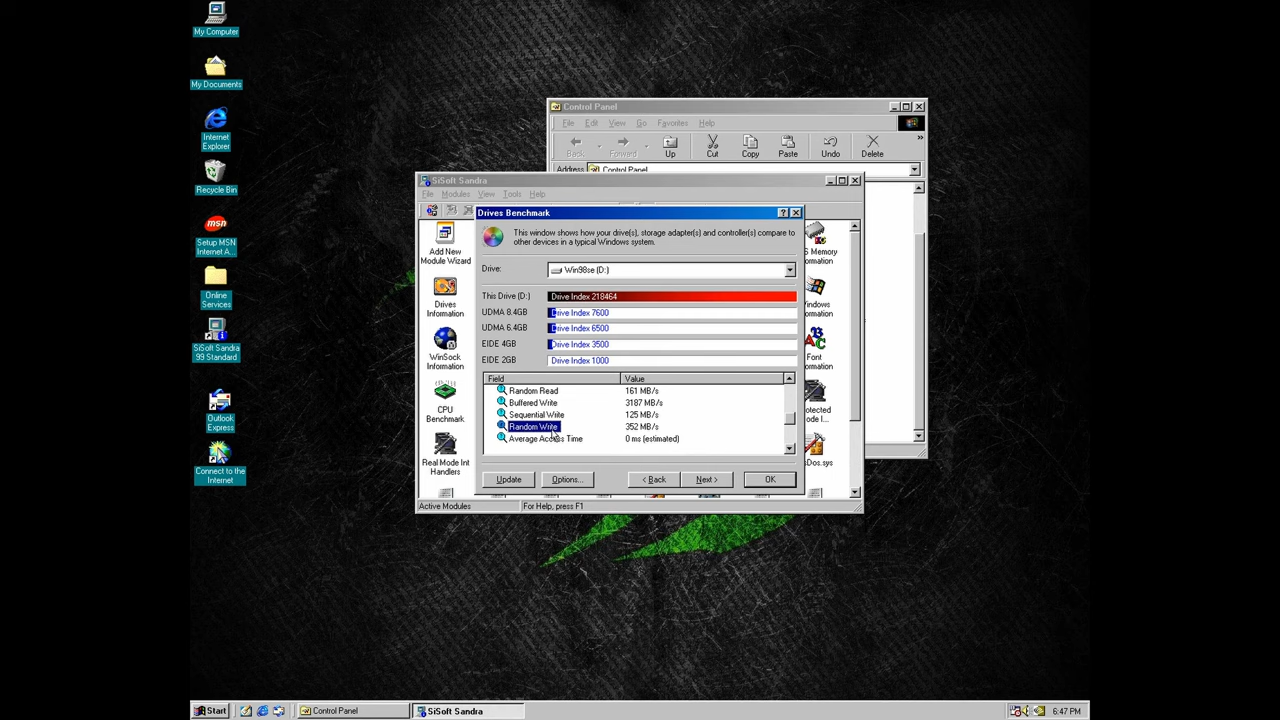 My Computer
My Documents
Internet
Explorer
Recycle Bin
msn
Setup MSN
Internet A...
Online
Services
SiSoft Sandra
99 Standard
Outlook
Express
Connect to the
Internet
Control Panel
File Edit View Go Favorites Help
Back Forward Up Cut Copy Paste Undo Delete
»
Address Control Panel
SiSoft Sandra
File Modules View Tools Help
Add New
Module Wizard
Drives
Information
WinSock
Information
CPU
Benchmark
Real Mode Int
Handlers
Drives Benchmark
This window shows how your drive(s), storage adapter(s) and controller(s) compare to
other devices in a typical Windows system.
Drive: Win98se (D:)
This Drive (D:) Drive Index 218464
UDMA 8.4GB Drive Index 7600
UDMA 6.4GB Drive Index 6500
EIDE 4GB Drive Index 3500
EIDE 2GB Drive Index 1000
Field Value
Random Read 161 MB/s
Buffered Write 3187 MB/s
Sequential Write 125 MB/s
Random Write 352 MB/s
Average Access Time 0 ms (estimated)
Update Options... < Back Next > OK
S Memory
ormation
indows
ormation
Font
ormation
otected
ode I...
sDos.sys
Active Modules For Help, press F1
Start Control Panel SiSoft Sandra 6:47 PM